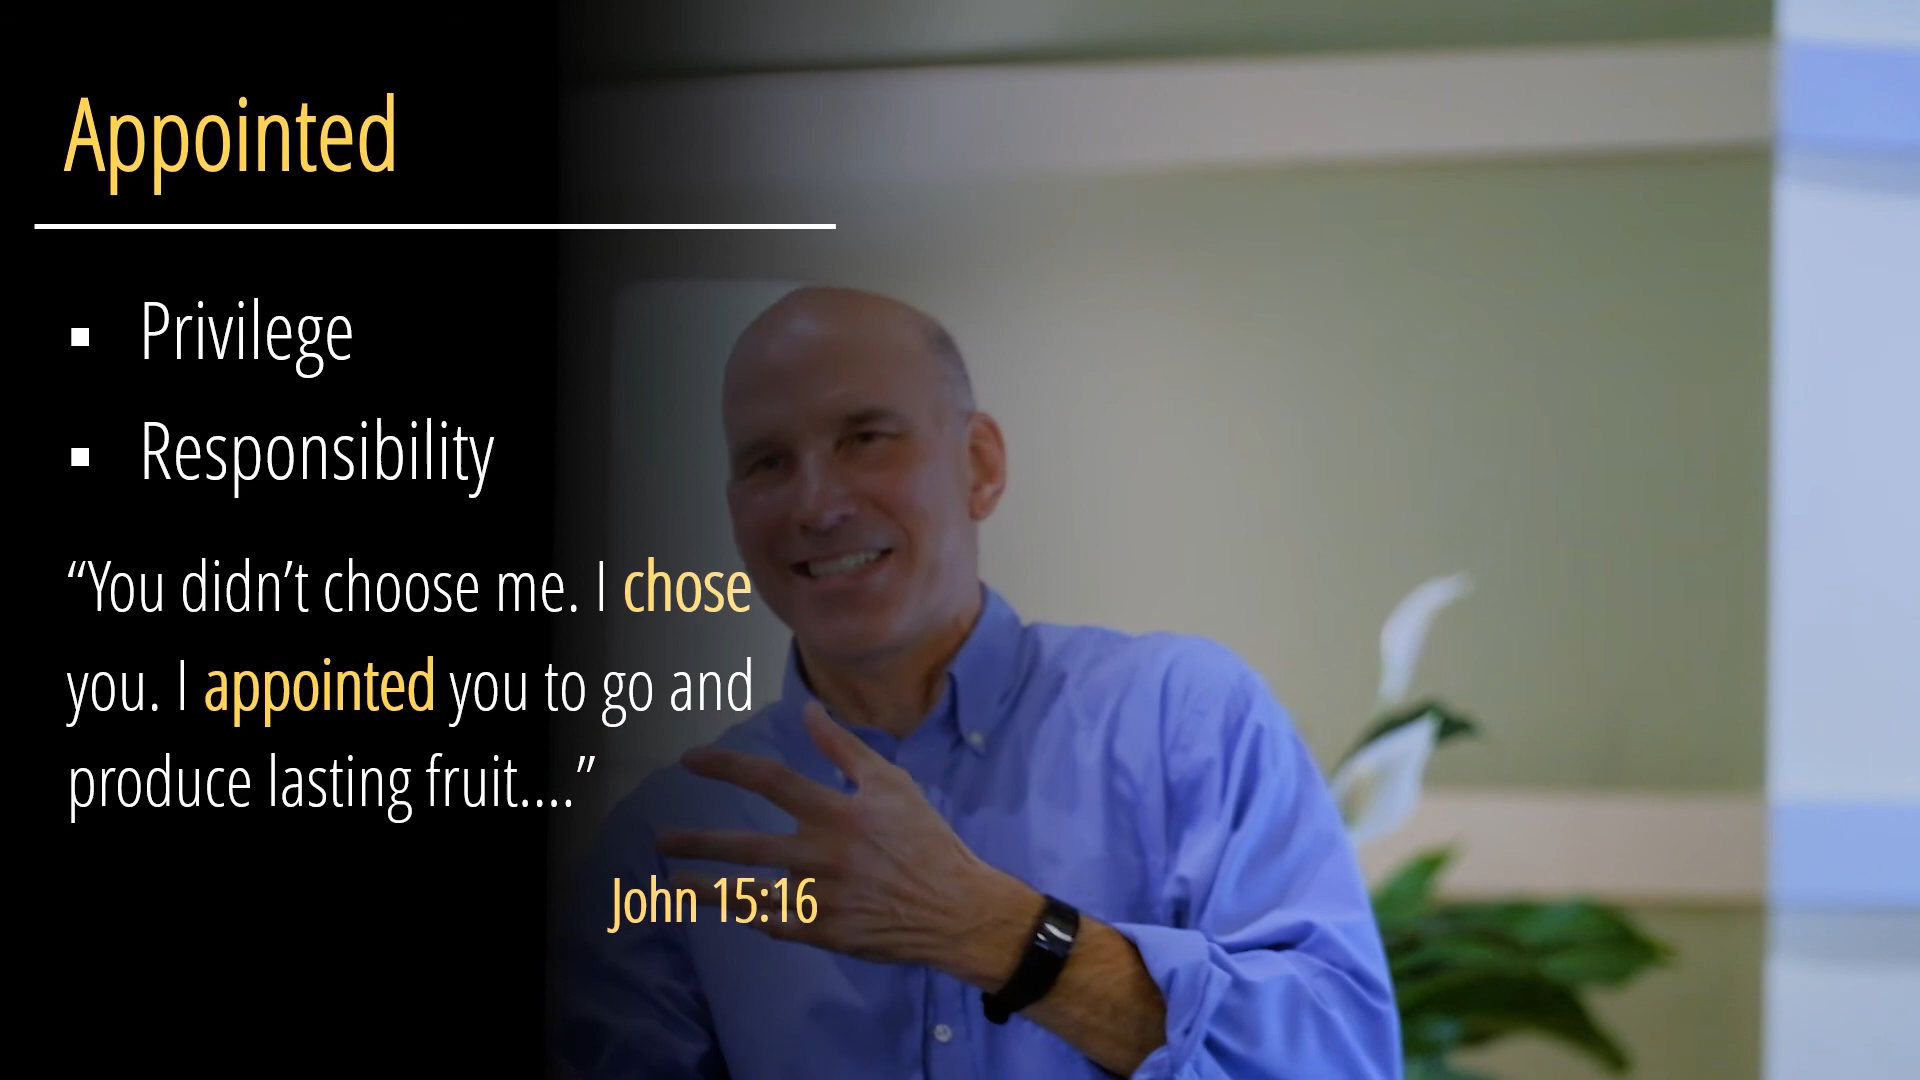 Appointed
▪ Privilege
▪ Responsibility
“You didn’t choose me. I chose
you. I appointed you to go and
produce lasting fruit....”
John 15:16